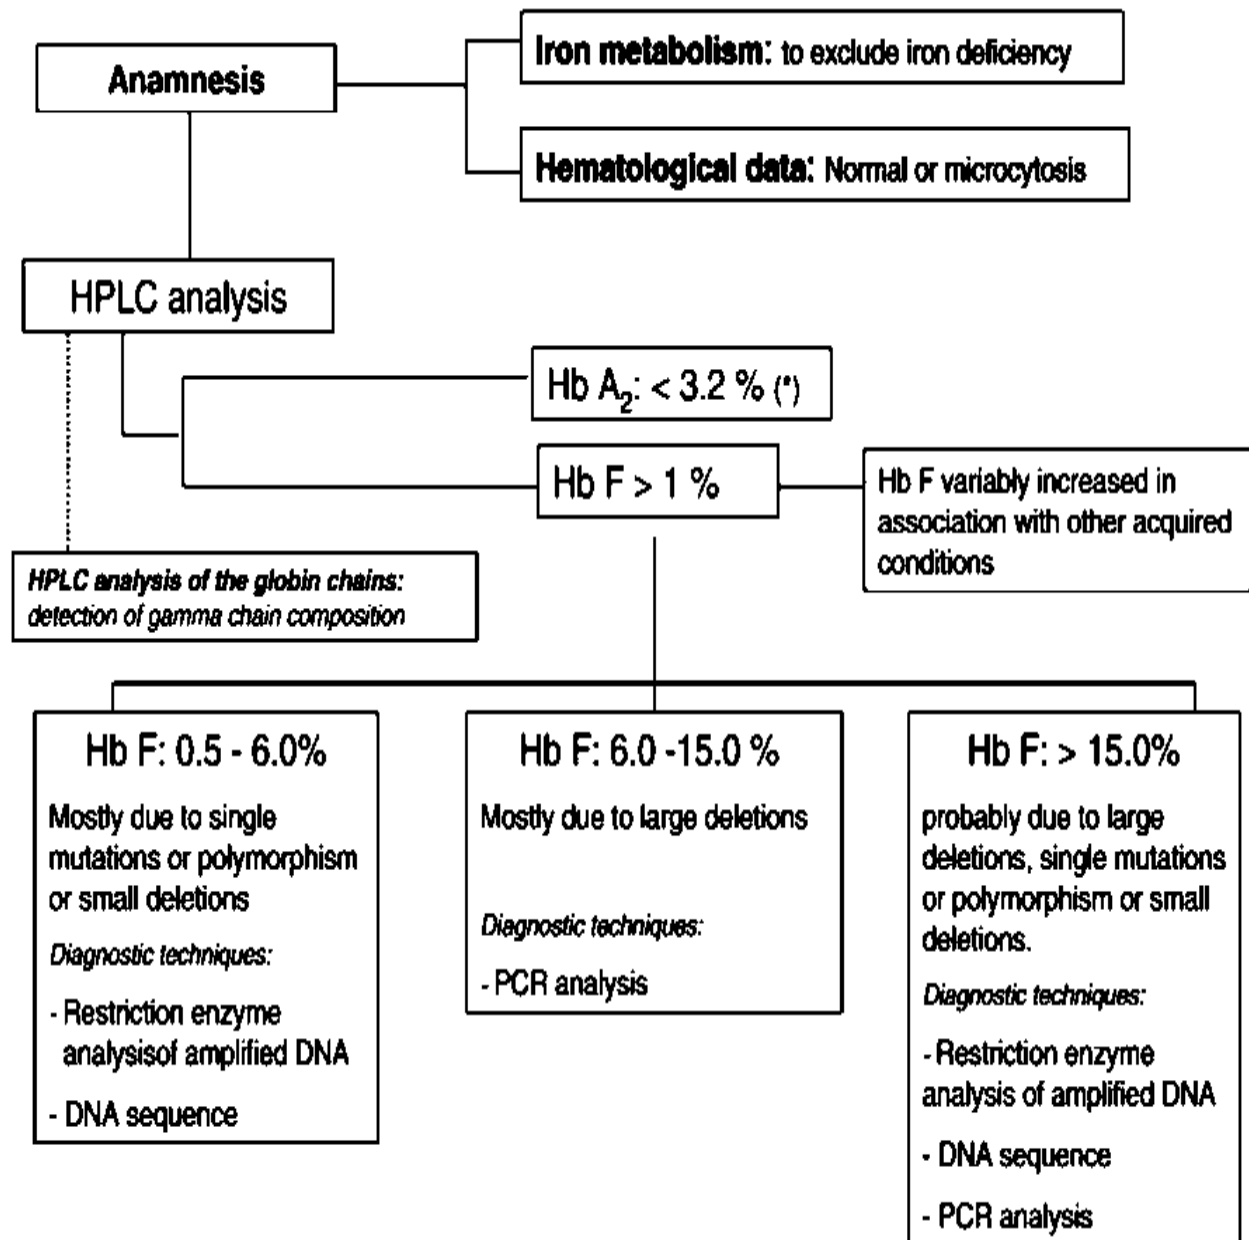 Anamnesis
Iron metabolism: to exclude iron deficiency
Hematological data: Normal or microcytosis
HPLC analysis
Hb A2: < 3.2 % (*)
Hb F > 1 %
Hb F variably increased in
association with other acquired
conditions
HPLC analysis of the globin chains:
detection of gamma chain composition
Hb F: 0.5 - 6.0%
Mostly due to single
mutations or polymorphism
or small deletions
Diagnostic techniques:
- Restriction enzyme
analysisof amplified DNA
- DNA sequence
Hb F: 6.0 -15.0 %
Mostly due to large deletions
Diagnostic techniques:
- PCR analysis
Hb F: > 15.0%
probably due to large
deletions, single mutations
or polymorphism or small
deletions.
Diagnostic techniques:
- Restriction enzyme
analysis of amplified DNA
- DNA sequence
- PCR analysis